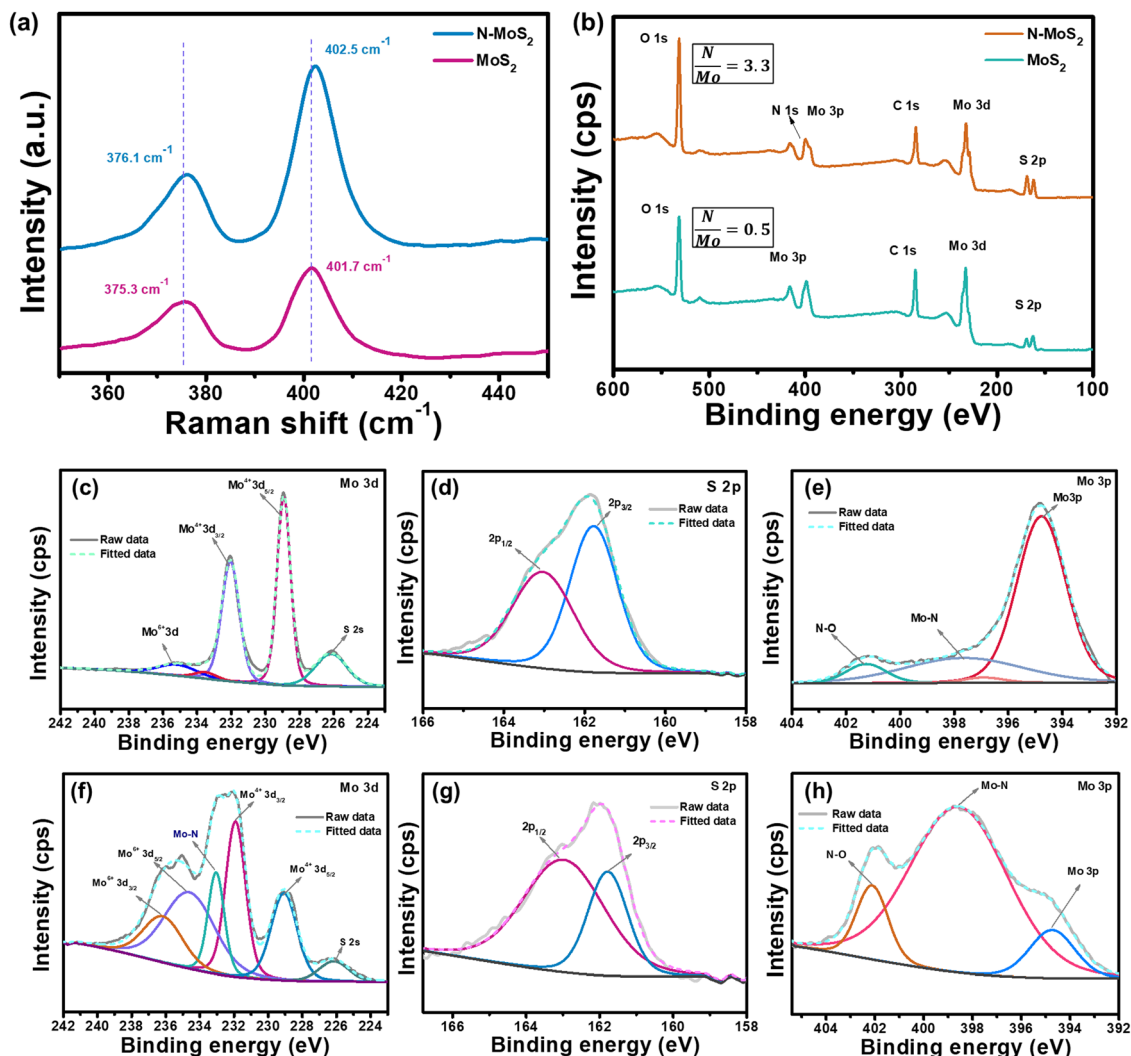 (a)
N-MoS₂
MoS₂
402.5 cm⁻¹
376.1 cm⁻¹
401.7 cm⁻¹
375.3 cm⁻¹
Intensity (a.u.)
360 380 400 420 440
Raman shift (cm⁻¹)
(b)
N-MoS₂
MoS₂
O 1s
N/Mo = 3.3
N 1s
Mo 3p
C 1s
Mo 3d
S 2p
O 1s
N/Mo = 0.5
Mo 3p
C 1s
Mo 3d
S 2p
Intensity (cps)
600 500 400 300 200 100
Binding energy (eV)
(c)
Mo 3d
Mo⁴⁺3d₅/₂
Mo⁴⁺3d₃/₂
Raw data
Fitted data
Mo⁶⁺3d
S 2s
Intensity (cps)
242 240 238 236 234 232 230 228 226 224
Binding energy (eV)
(d)
S 2p
Raw data
Fitted data
2p₃/₂
2p₁/₂
Intensity (cps)
166 164 162 160 158
Binding energy (eV)
(e)
Mo 3p
Mo3p
Raw data
Fitted data
Mo-N
N-O
Intensity (cps)
404 402 400 398 396 394 392
Binding energy (eV)
(f)
Mo 3d
Mo⁴⁺ 3d₃/₂
Raw data
Fitted data
Mo-N
Mo⁶⁺ 3d₅/₂
Mo⁶⁺ 3d₃/₂
Mo⁴⁺3d₅/₂
S 2s
Intensity (cps)
242 240 238 236 234 233 230 228 226 224
Binding energy (eV)
(g)
S 2p
Raw data
Fitted data
2p₁/₂
2p₃/₂
Intensity (cps)
166 164 162 160 158
Binding energy (eV)
(h)
Mo 3p
Mo-N
Raw data
Fitted data
N-O
Mo 3p
Intensity (cps)
404 402 400 398 396 394 392
Binding energy (eV)